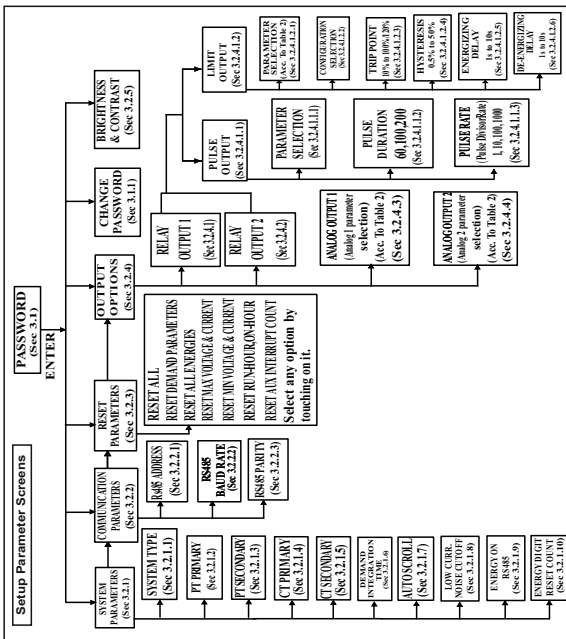 Setup Parameter Screens
PASSWORD
(Sec 3.1)
ENTER
SYSTEM
PARAMETERS
(Sec 3.2.1)
COMMUNICATION
PARAMETERS
(Sec 3.2.2)
RESET
PARAMETERS
(Sec 3.2.3)
OUTPUT
OPTIONS
(Sec 3.2.4)
CHANGE
PASSWORD
(Sec 3.1.1)
BRIGHTNESS
& CONTRAST
(Sec 3.2.5)
SYSTEM TYPE
(Sec 3.2.1.1)
PT PRIMARY
(Sec 3.2.1.2)
PT SECONDARY
(Sec 3.2.1.3)
CT PRIMARY
(Sec 3.2.1.4)
CT SECONDARY
(Sec 3.2.1.5)
DEMAND
INTEGRATION
TIME
(Sec 3.2.1.6)
AUTO SCROLL
(Sec 3.2.1.7)
LOW CURR.
NOISE CUTOFF
(Sec 3.2.1.8)
ENERGY ON
RS485
(Sec 3.2.1.9)
ENERGY DIGIT
RESET COUNT
(Sec 3.2.1.10)
Rs485 ADDRESS
(Sec 3.2.2.1)
RS485
BAUD RATE
(Sec 3.2.2.2)
RS485 PARITY
(Sec 3.2.2.3)
RESET ALL
RESET DEMAND PARAMETERS
RESET ALL ENERGIES
RESET MAX VOLTAGE & CURRENT
RESET MIN VOLTAGE & CURRENT
RESET RUN-HOUR,ON-HOUR
RESET AUX INTERRUPT COUNT
Select any option by
touching on it.
RELAY
OUTPUT 1
(Sec 3.2.4.1)
RELAY
OUTPUT 2
(Sec 3.2.4.2)
ANALOG OUTPUT 1
(Analog 1 parameter
selection)
(Acc. To Table 2)
(Sec 3.2.4.3)
ANALOG OUTPUT 2
(Analog 2 parameter
selection)
(Acc. To Table 2)
(Sec 3.2.4.4)
PULSE
OUTPUT
(Sec 3.2.4.1.1)
LIMIT
OUTPUT
(Sec 3.2.4.1.2)
PARAMETER
SELECTION
(Sec 3.2.4.1.1.1)
PULSE
DURATION
60,100,200
(Sec 3.2.4.1.1.2)
PULSE RATE
(Pulse Divisor Rate)
1, 10, 100, 1000
(Sec 3.2.4.1.1.3)
PARAMETER
SELECTION
(Acc. To Table 2)
(Sec 3.2.4.1.2.1)
CONFIGURATION
SELECTION
(Sec 3.2.4.1.2.2)
TRIP POINT
10% to 100%/120%
(Sec 3.2.4.1.2.3)
HYSTERESIS
0.5% to 50%
(Sec 3.2.4.1.2.4)
ENERGIZING
DELAY
1s to 10s
(Sec 3.2.4.1.2.5)
DE-ENERGIZING
DELAY
1s to 10s
(Sec 3.2.4.1.2.6)